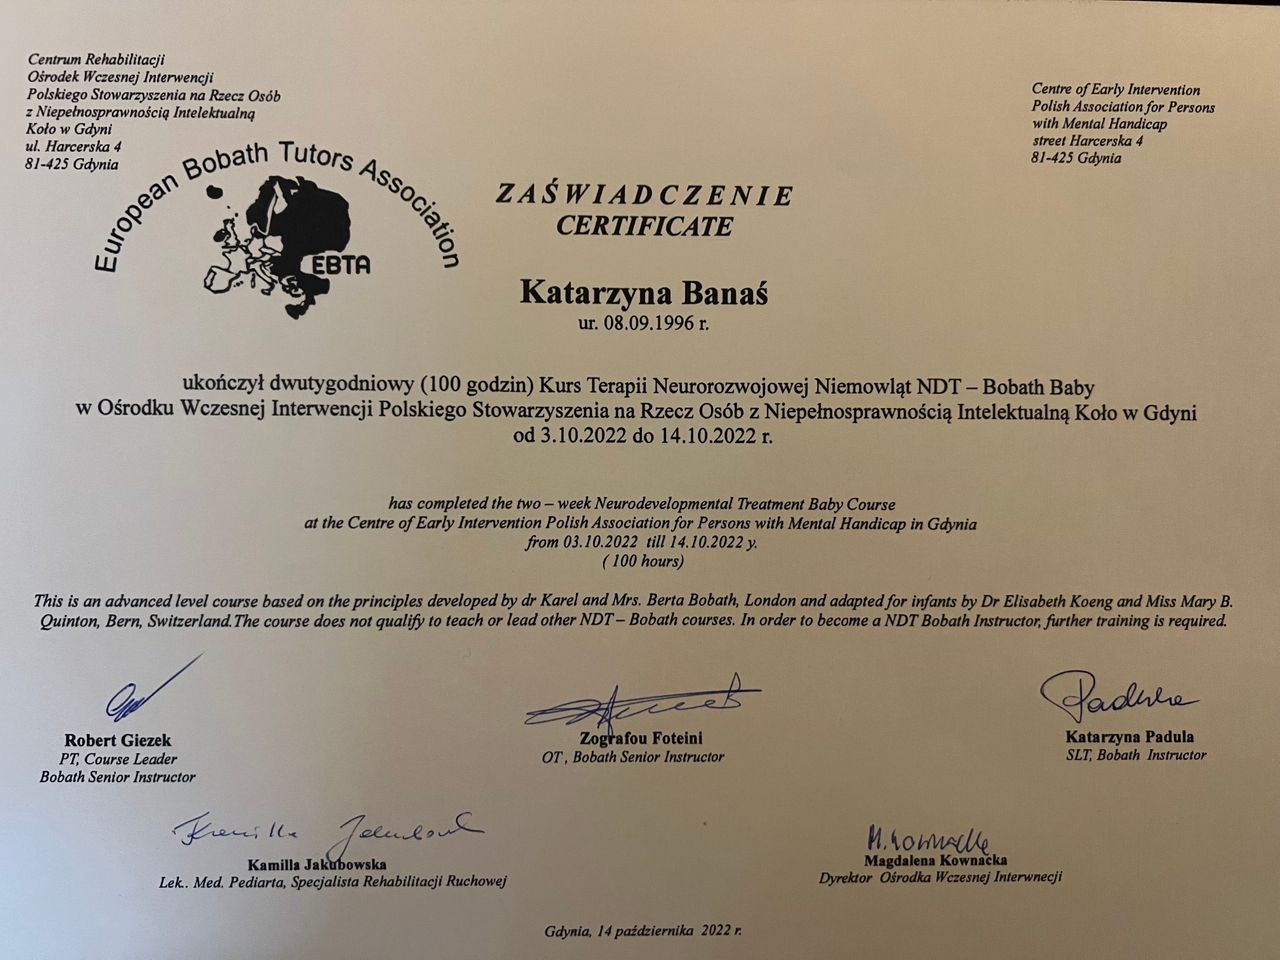 Centrum Rehabilitacji
Ośrodek Wczesnej Interwencji
Polskiego Stowarzyszenia na Rzecz Osób
z Niepełnosprawnością Intelektualną
Koło w Gdyni
ul. Harcerska 4
81-425 Gdynia
Centre of Early Intervention
Polish Association for Persons
with Mental Handicap
street Harcerska 4
81-425 Gdynia
European Bobath Tutors Association
EBTA
ZAŚWIADCZENIE
CERTIFICATE
Katarzyna Banaś
ur. 08.09.1996 r.
ukończył dwutygodniowy (100 godzin) Kurs Terapii Neurorozwojowej Niemowląt NDT – Bobath Baby
w Ośrodku Wczesnej Interwencji Polskiego Stowarzyszenia na Rzecz Osób z Niepełnosprawnością Intelektualną Koło w Gdyni
od 3.10.2022 do 14.10.2022 r.
has completed the two – week Neurodevelopmental Treatment Baby Course
at the Centre of Early Intervention Polish Association for Persons with Mental Handicap in Gdynia
from 03.10.2022 till 14.10.2022 y.
( 100 hours)
This is an advanced level course based on the principles developed by dr Karel and Mrs. Berta Bobath, London and adapted for infants by Dr Elisabeth Koeng and Miss Mary B.
Quinton, Bern, Switzerland.The course does not qualify to teach or lead other NDT – Bobath courses. In order to become a NDT Bobath Instructor, further training is required.
Padula
Robert Giezek
PT, Course Leader
Bobath Senior Instructor
Zografou Foteini
OT , Bobath Senior Instructor
Katarzyna Padula
SLT, Bobath Instructor
Kamilla Jakubowska
M.Kownacka
Kamilla Jakubowska
Lek.. Med. Pediarta, Specjalista Rehabilitacji Ruchowej
Magdalena Kownacka
Dyrektor Ośrodka Wczesnej Interwnecji
Gdynia, 14 października 2022 r.